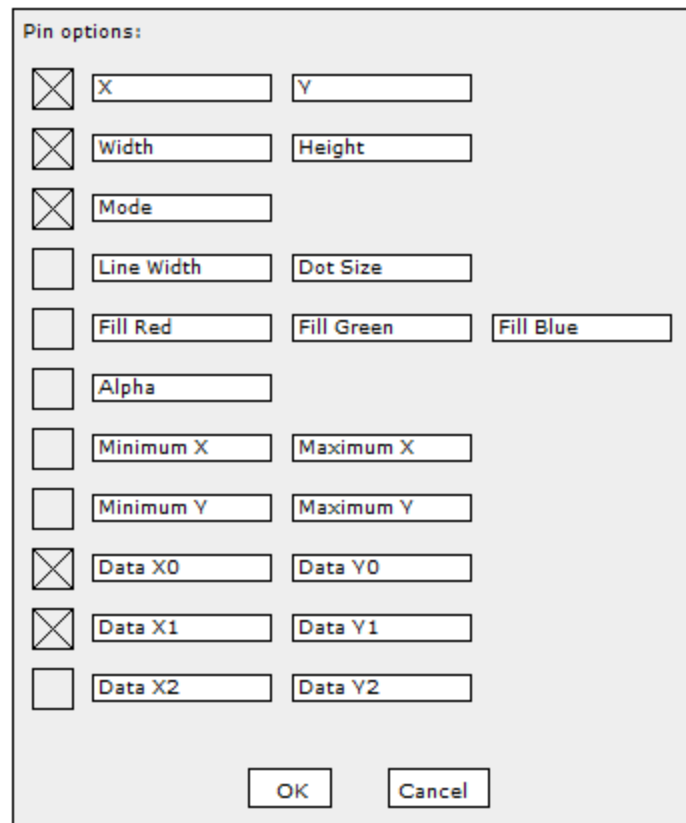 Pin options:
X Y
Width Height
Mode
Line Width Dot Size
Fill Red Fill Green Fill Blue
Alpha
Minimum X Maximum X
Minimum Y Maximum Y
Data X0 Data Y0
Data X1 Data Y1
Data X2 Data Y2
OK Cancel